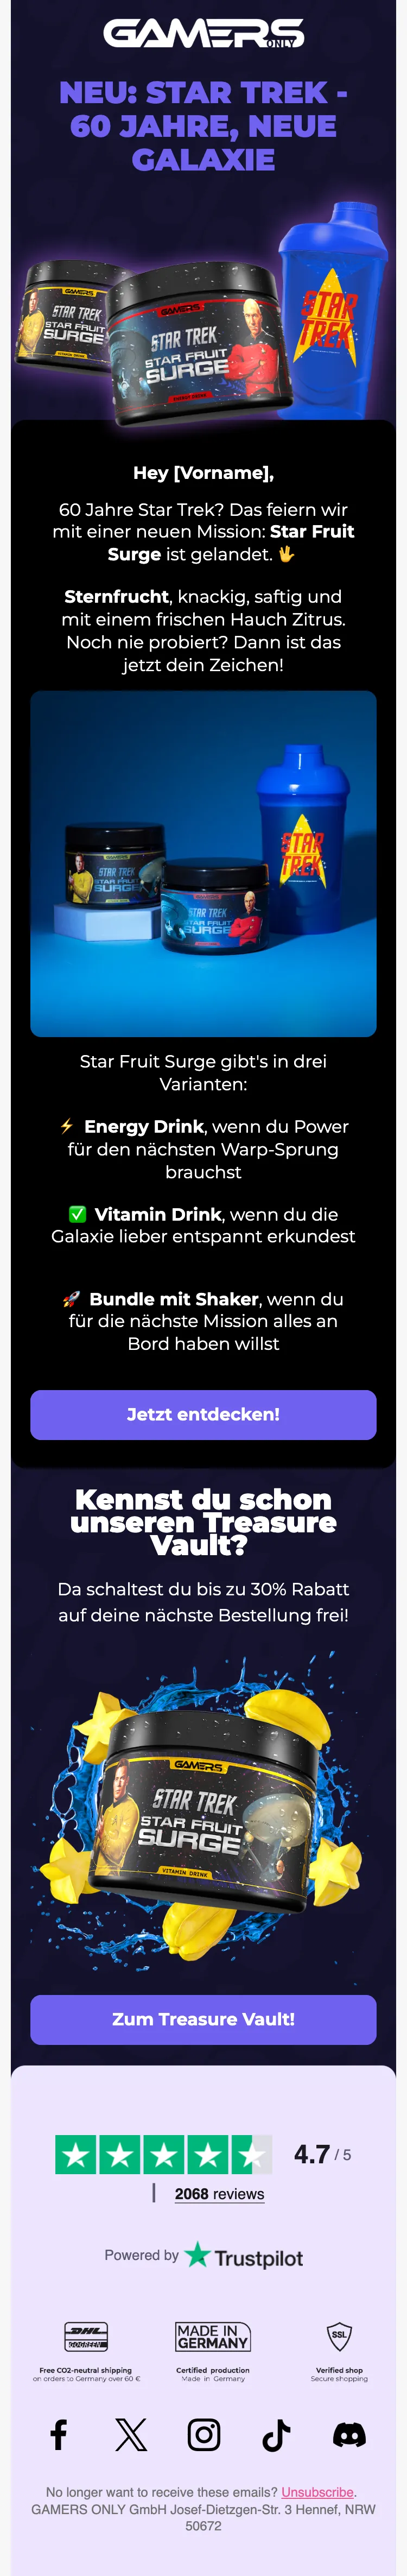 GAMERS
ONLY
NEU: STAR TREK -
60 JAHRE, NEUE
GALAXIE
GAMERS
STAR TREK
STAR FRUIT
SURGE
VITAMIN DRINK
GAMERS
STAR TREK
STAR FRUIT
SURGE
ENERGY DRINK
STAR
TREK
Hey [Vorname],
60 Jahre Star Trek? Das feiern wir
mit einer neuen Mission: Star Fruit
Surge ist gelandet. 🖖
Sternfrucht, knackig, saftig und
mit einem frischen Hauch Zitrus.
Noch nie probiert? Dann ist das
jetzt dein Zeichen!
GAMERS
STAR TREK
STAR FRUIT
SURGE
GAMERS
STAR TREK
STAR FRUIT
SURGE
STAR
TREK
Star Fruit Surge gibt's in drei
Varianten:
⚡ Energy Drink, wenn du Power
für den nächsten Warp-Sprung
brauchst
✅ Vitamin Drink, wenn du die
Galaxie lieber entspannt erkundest
🚀 Bundle mit Shaker, wenn du
für die nächste Mission alles an
Bord haben willst
Jetzt entdecken!
Kennst du schon
unseren Treasure
Vault?
Da schaltest du bis zu 30% Rabatt
auf deine nächste Bestellung frei!
GAMERS
STAR TREK
STAR FRUIT
SURGE
VITAMIN DRINK
Zum Treasure Vault!
4.7 / 5
| 2068 reviews
Powered by Trustpilot
DHL
GOGREEN
Free CO2-neutral shipping
on orders to Germany over 60 €
MADE IN
GERMANY
Certified production
Made in Germany
SSL
Verified shop
Secure shopping
No longer want to receive these emails? Unsubscribe.
GAMERS ONLY GmbH Josef-Dietzgen-Str. 3 Hennef, NRW
50672